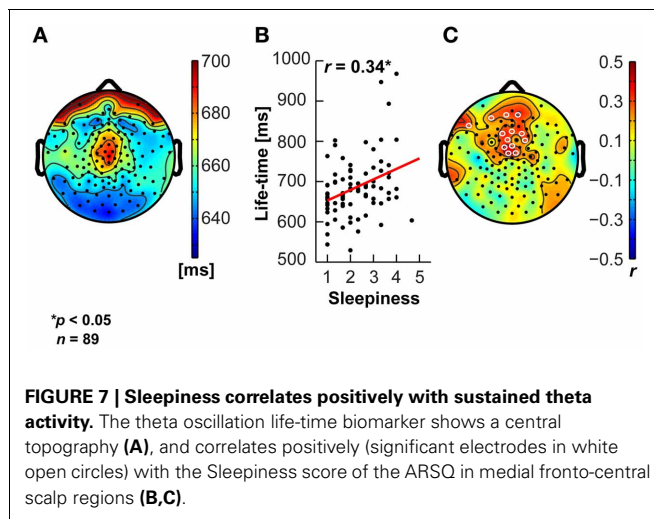 A
B
C
700
680
660
640
[ms]
1000
900
800
700
600
500
Life-time [ms]
r = 0.34*
1 2 3 4 5
Sleepiness
0.5
0.3
0.1
−0.1
−0.3
−0.5
r
*p < 0.05
n = 89
FIGURE 7 | Sleepiness correlates positively with sustained theta
activity. The theta oscillation life-time biomarker shows a central
topography (A), and correlates positively (significant electrodes in white
open circles) with the Sleepiness score of the ARSQ in medial fronto-central
scalp regions (B,C).